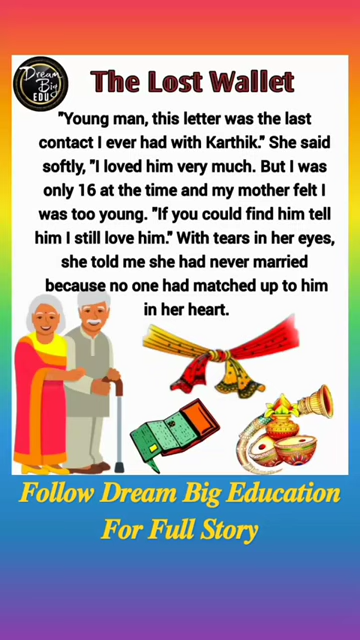 Dream
Big
EDU
The Lost Wallet
"Young man, this letter was the last
contact I ever had with Karthik." She said
softly, "I loved him very much. But I was
only 16 at the time and my mother felt I
was too young. "If you could find him tell
him I still love him." With tears in her eyes,
she told me she had never married
because no one had matched up to him
in her heart.
Follow Dream Big Education
For Full Story